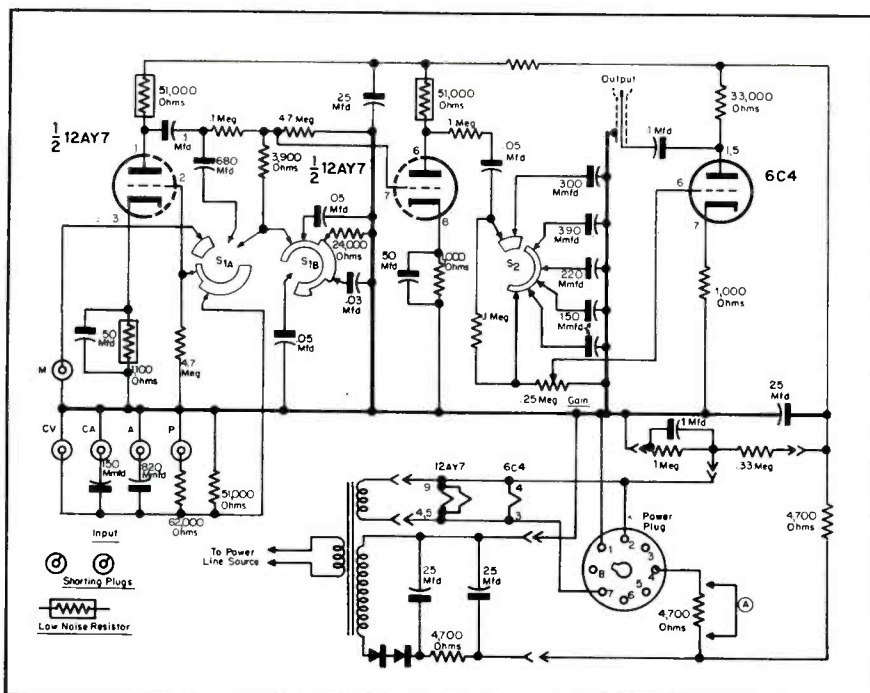 ½ 12AY7
51,000
Ohms
1
.1
Mfd
.1 Meg
4.7
Meg
680
Mfd
3,900
Ohms
½ 12AY7
25
Mfd
51,000
Ohms
Output
33,000
Ohms
.1 Mfd
1,5
6C4
2
3
6
7
8
.1 Meg
.05
Mfd
6
7
300
Mmfd
390
Mmfd
220
Mmfd
150
Mmfd
S1A
S1B
S2
.05
Mfd
24,000
Ohms
.03
Mfd
.05
Mfd
50
Mfd
1,000
Ohms
.1
Meg
.25 Meg
Gain
1,000
Ohms
50
Mfd
1100
Ohms
4.7
Meg
M
CV
CA
A
P
150
Mmfd
820
Mmfd
62,000
Ohms
51,000
Ohms
Input
Shorting Plugs
Low Noise Resistor
To Power
Line Source
12AY7
9
4,5
6C4
4
3
25
Mfd
25
Mfd
4,700
Ohms
Power
Plug
1
2
3
4
5
6
7
8
4,700
Ohms
A
.1 Mfd
.1 Meg
.33 Meg
25
Mfd
4,700
Ohms